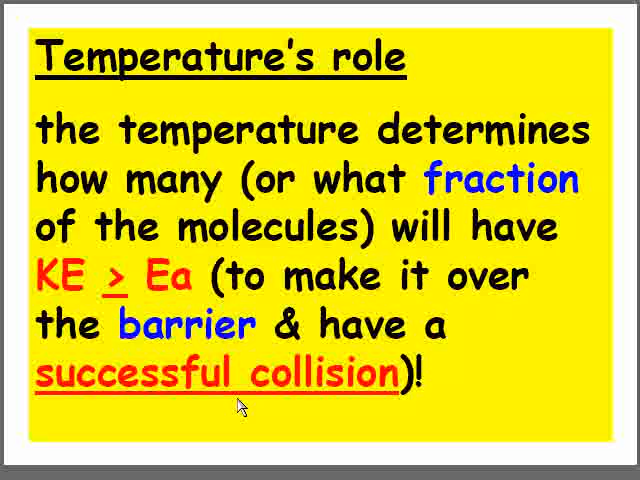 Temperature's role
the temperature determines
how many (or what fraction
of the molecules) will have
KE ≥ Ea (to make it over
the barrier & have a
successful collision)!